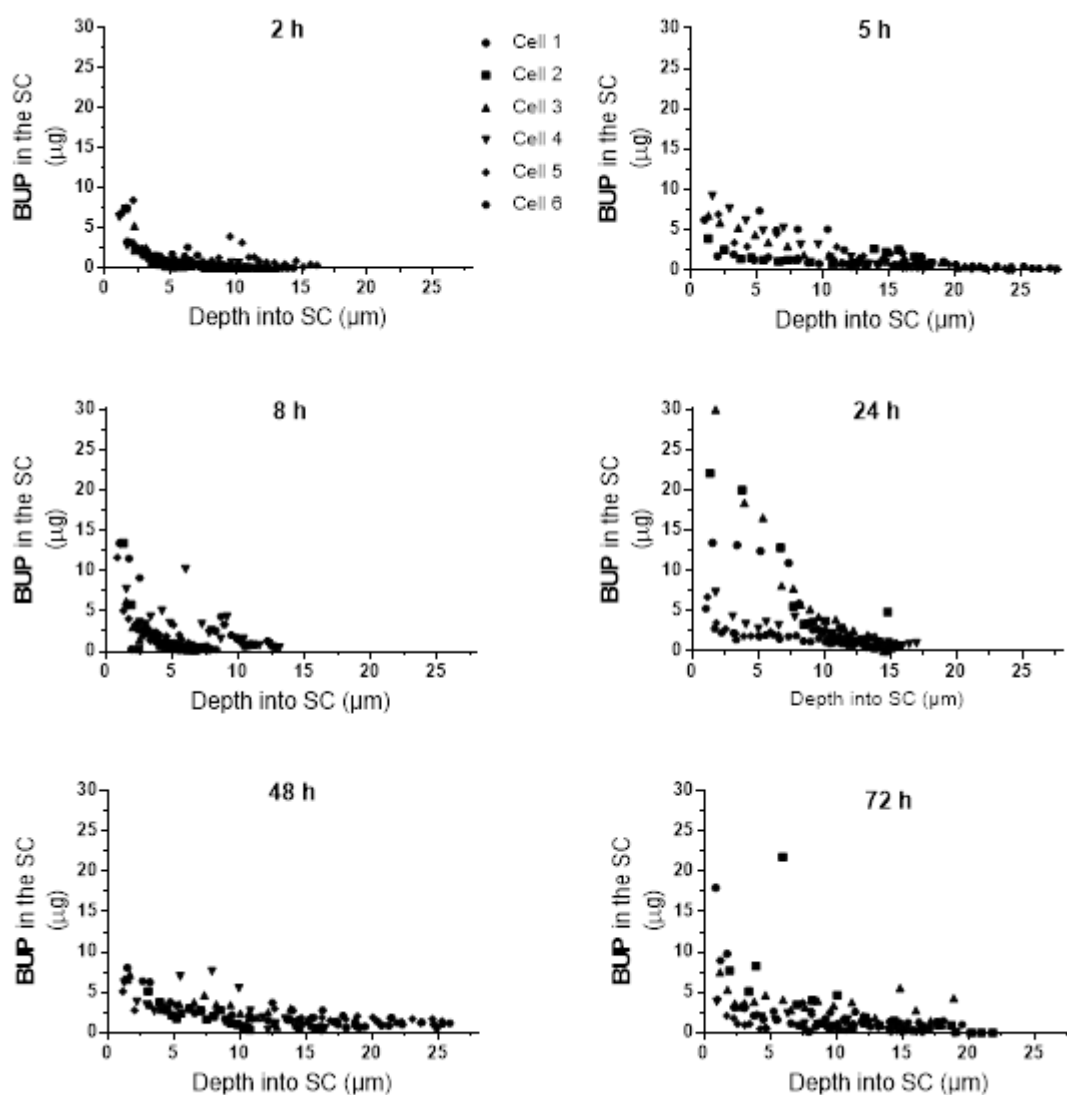 2 h
30
25
20
15
10
5
0
BUP in the SC
(µg)
0 5 10 15 20 25
Depth into SC (µm)
Cell 1
Cell 2
Cell 3
Cell 4
Cell 5
Cell 6
5 h
30
25
20
15
10
5
0
BUP in the SC
(µg)
0 5 10 15 20 25
Depth into SC (µm)
8 h
30
25
20
15
10
5
0
BUP in the SC
(µg)
0 5 10 15 20 25
Depth into SC (µm)
24 h
30
25
20
15
10
5
0
BUP in the SC
(µg)
0 5 10 15 20 25
Depth into SC (µm)
48 h
30
25
20
15
10
5
0
BUP in the SC
(µg)
0 5 10 15 20 25
Depth into SC (µm)
72 h
30
25
20
15
10
5
0
BUP in the SC
(µg)
0 5 10 15 20 25
Depth into SC (µm)